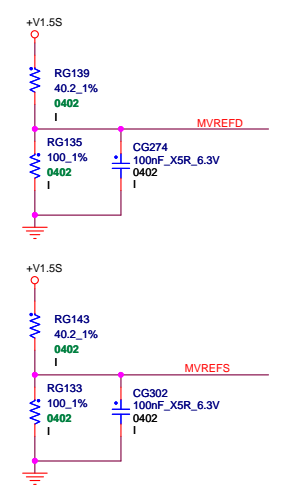 +V1.5S
RG139
40.2_1%
0402
I
MVREFD
RG135
100_1%
0402
I
CG274
100nF_X5R_6.3V
0402
I
+V1.5S
RG143
40.2_1%
0402
I
MVREFS
RG133
100_1%
0402
I
CG302
100nF_X5R_6.3V
0402
I